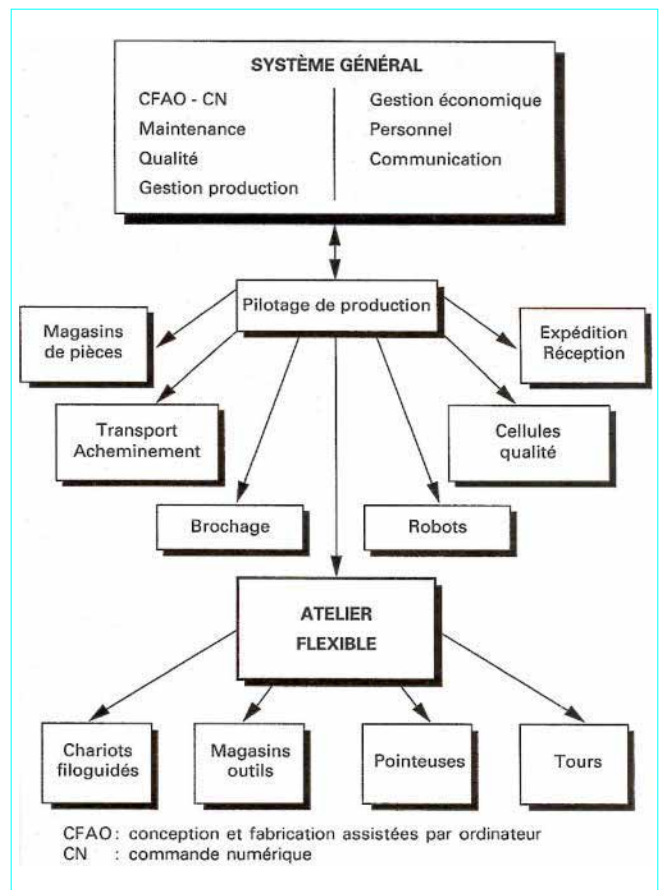 SYSTÈME GÉNÉRAL
CFAO - CN
Maintenance
Qualité
Gestion production
Gestion économique
Personnel
Communication
Pilotage de production
Magasins
de pièces
Expédition
Réception
Transport
Acheminement
Cellules
qualité
Brochage
Robots
ATELIER
FLEXIBLE
Chariots
filoguidés
Magasins
outils
Pointeuses
Tours
CFAO : conception et fabrication assistées par ordinateur
CN : commande numérique